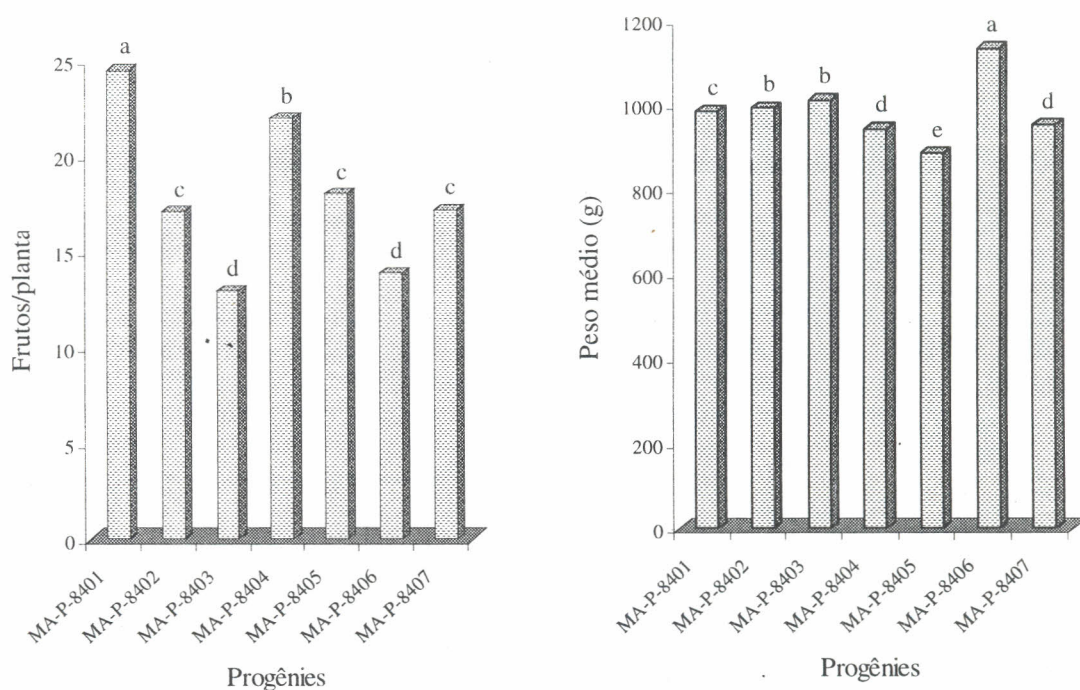 Frutos/planta
25
20
15
10
5
0
a
c
d
b
c
d
c
MA-P-8401
MA-P-8402
MA-P-8403
MA-P-8404
MA-P-8405
MA-P-8406
MA-P-8407
Progênies
Peso médio (g)
1200
1000
800
600
400
200
0
c
b
b
d
e
a
d
MA-P-8401
MA-P-8402
MA-P-8403
MA-P-8404
MA-P-8405
MA-P-8406
MA-P-8407
Progênies